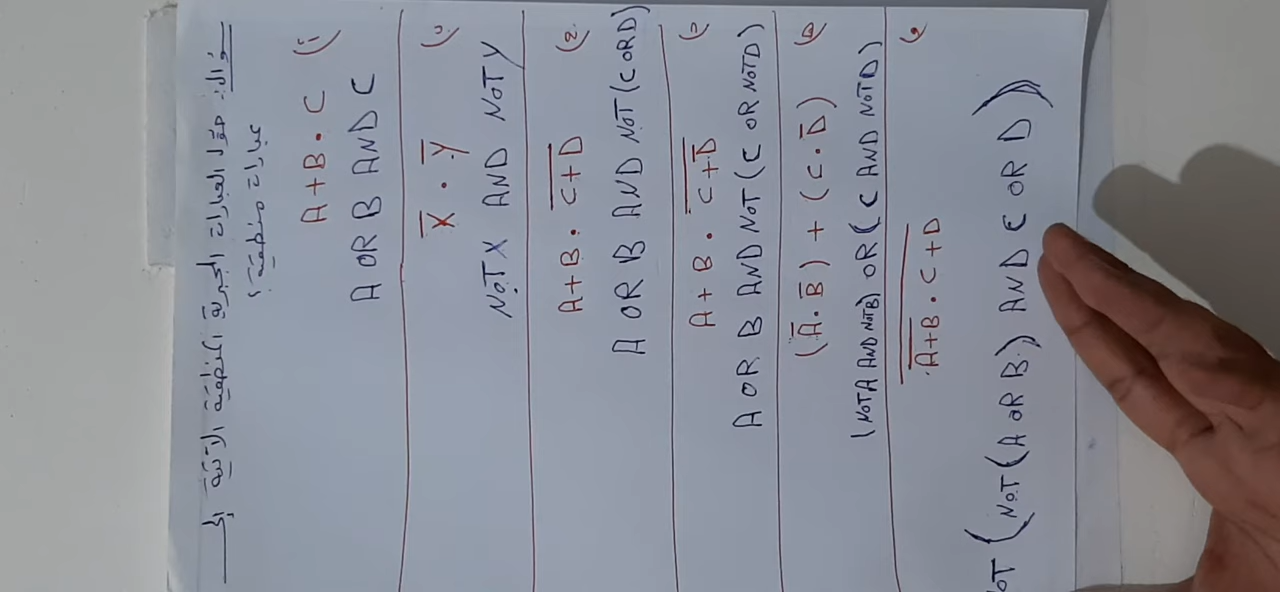 سؤال: حوّل العبارات الجبرية المنطقية الآتية إلى
عبارات منطقية؟
أ) A+B·C
A OR B AND C
ب) X̅·Y̅
NOT X AND NOT Y
ج) A+B·C̅+̅D̅
A OR B AND NOT (C OR D)
د) A+B·C̅+̅D̿
A OR B AND NOT (C OR NOT D)
هـ) (A̅·B̅)+(C·D̅)
(NOT A AND NOT B) OR (C AND NOT D)
و) A̿+̿B̿·̅C̅+̅D̅
OT (NOT (A OR B) AND C OR D)